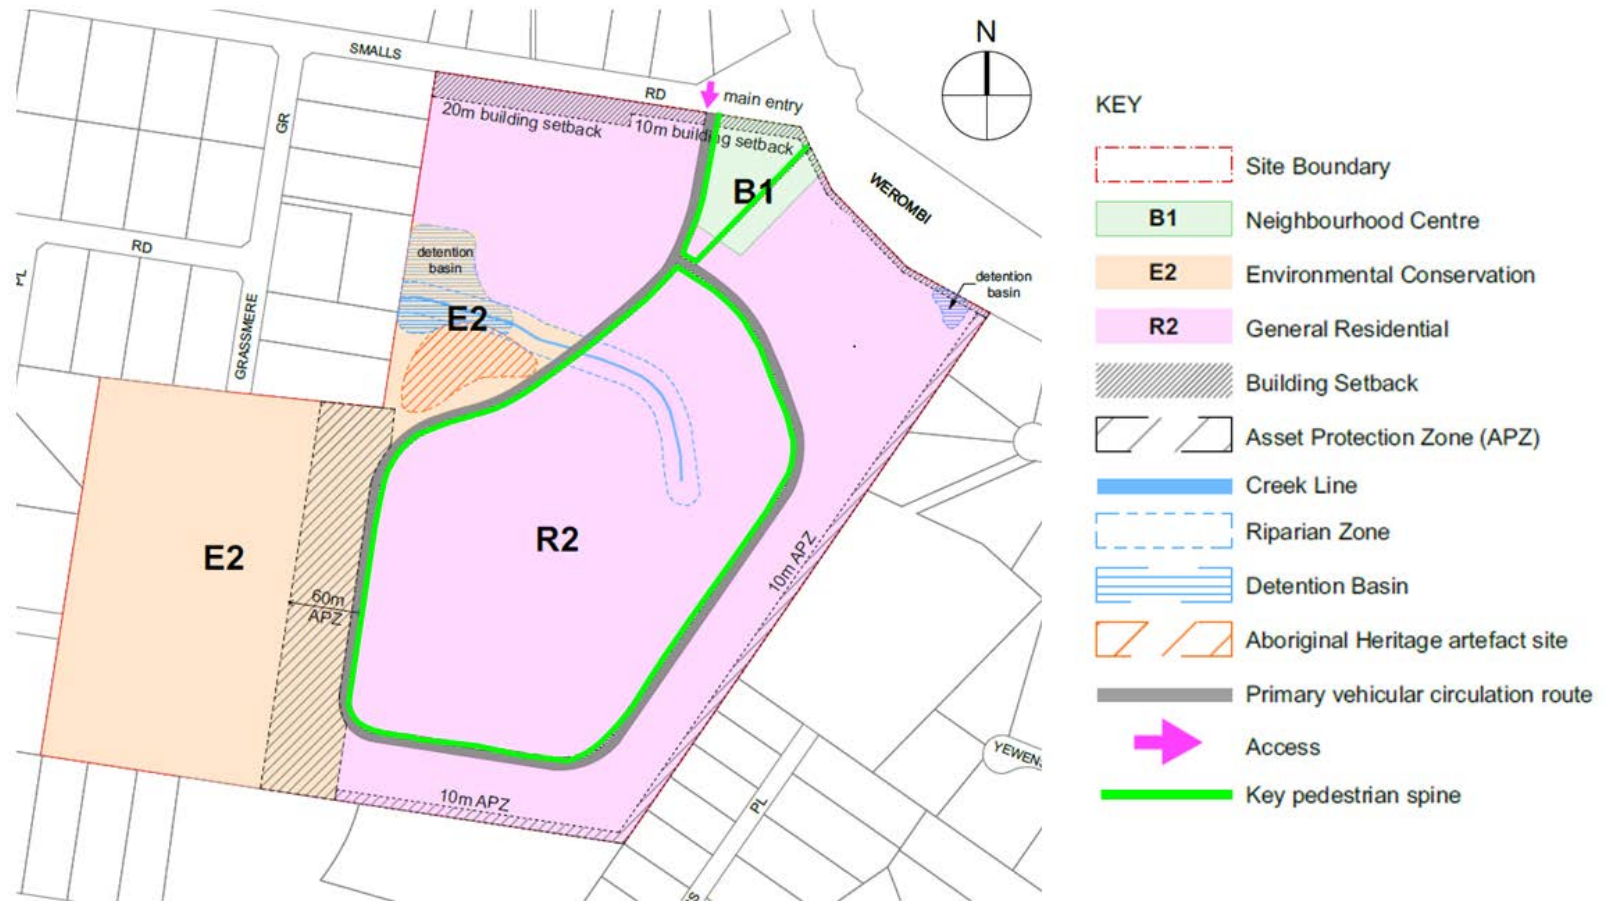 SMALLS
RD
main entry
N
GR
20m building setback
10m building setback
B1
WEROMBI
RD
PL
detention
basin
detention
basin
E2
GRASSMERE
R2
E2
10m APZ
60m
APZ
10m APZ
PL
YEWENS
KEY
Site Boundary
B1 Neighbourhood Centre
E2 Environmental Conservation
R2 General Residential
Building Setback
Asset Protection Zone (APZ)
Creek Line
Riparian Zone
Detention Basin
Aboriginal Heritage artefact site
Primary vehicular circulation route
Access
Key pedestrian spine